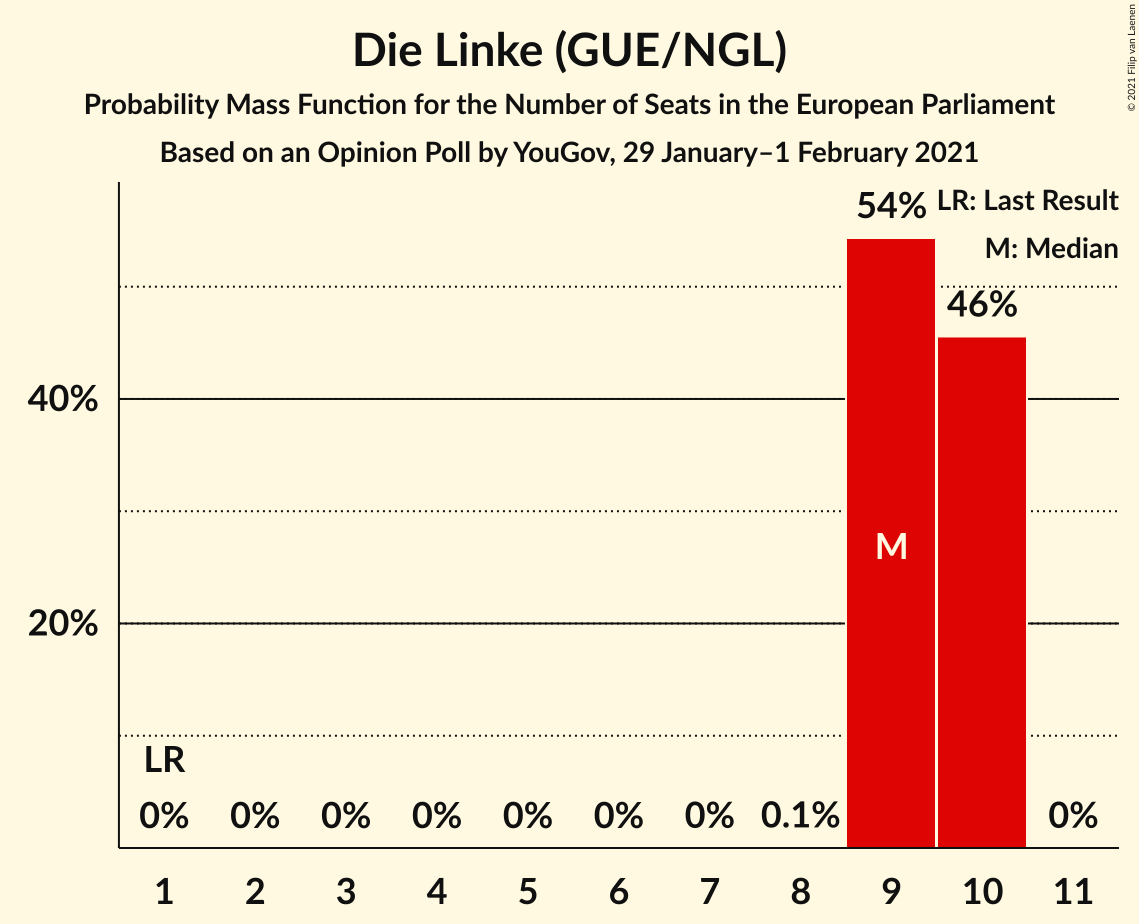 Die Linke (GUE/NGL)
Probability Mass Function for the Number of Seats in the European Parliament
Based on an Opinion Poll by YouGov, 29 January–1 February 2021
© 2021 Filip van Laenen
LR: Last Result
M: Median
54%
46%
40%
20%
M
LR
0% 0% 0% 0% 0% 0% 0% 0.1% 0%
1 2 3 4 5 6 7 8 9 10 11